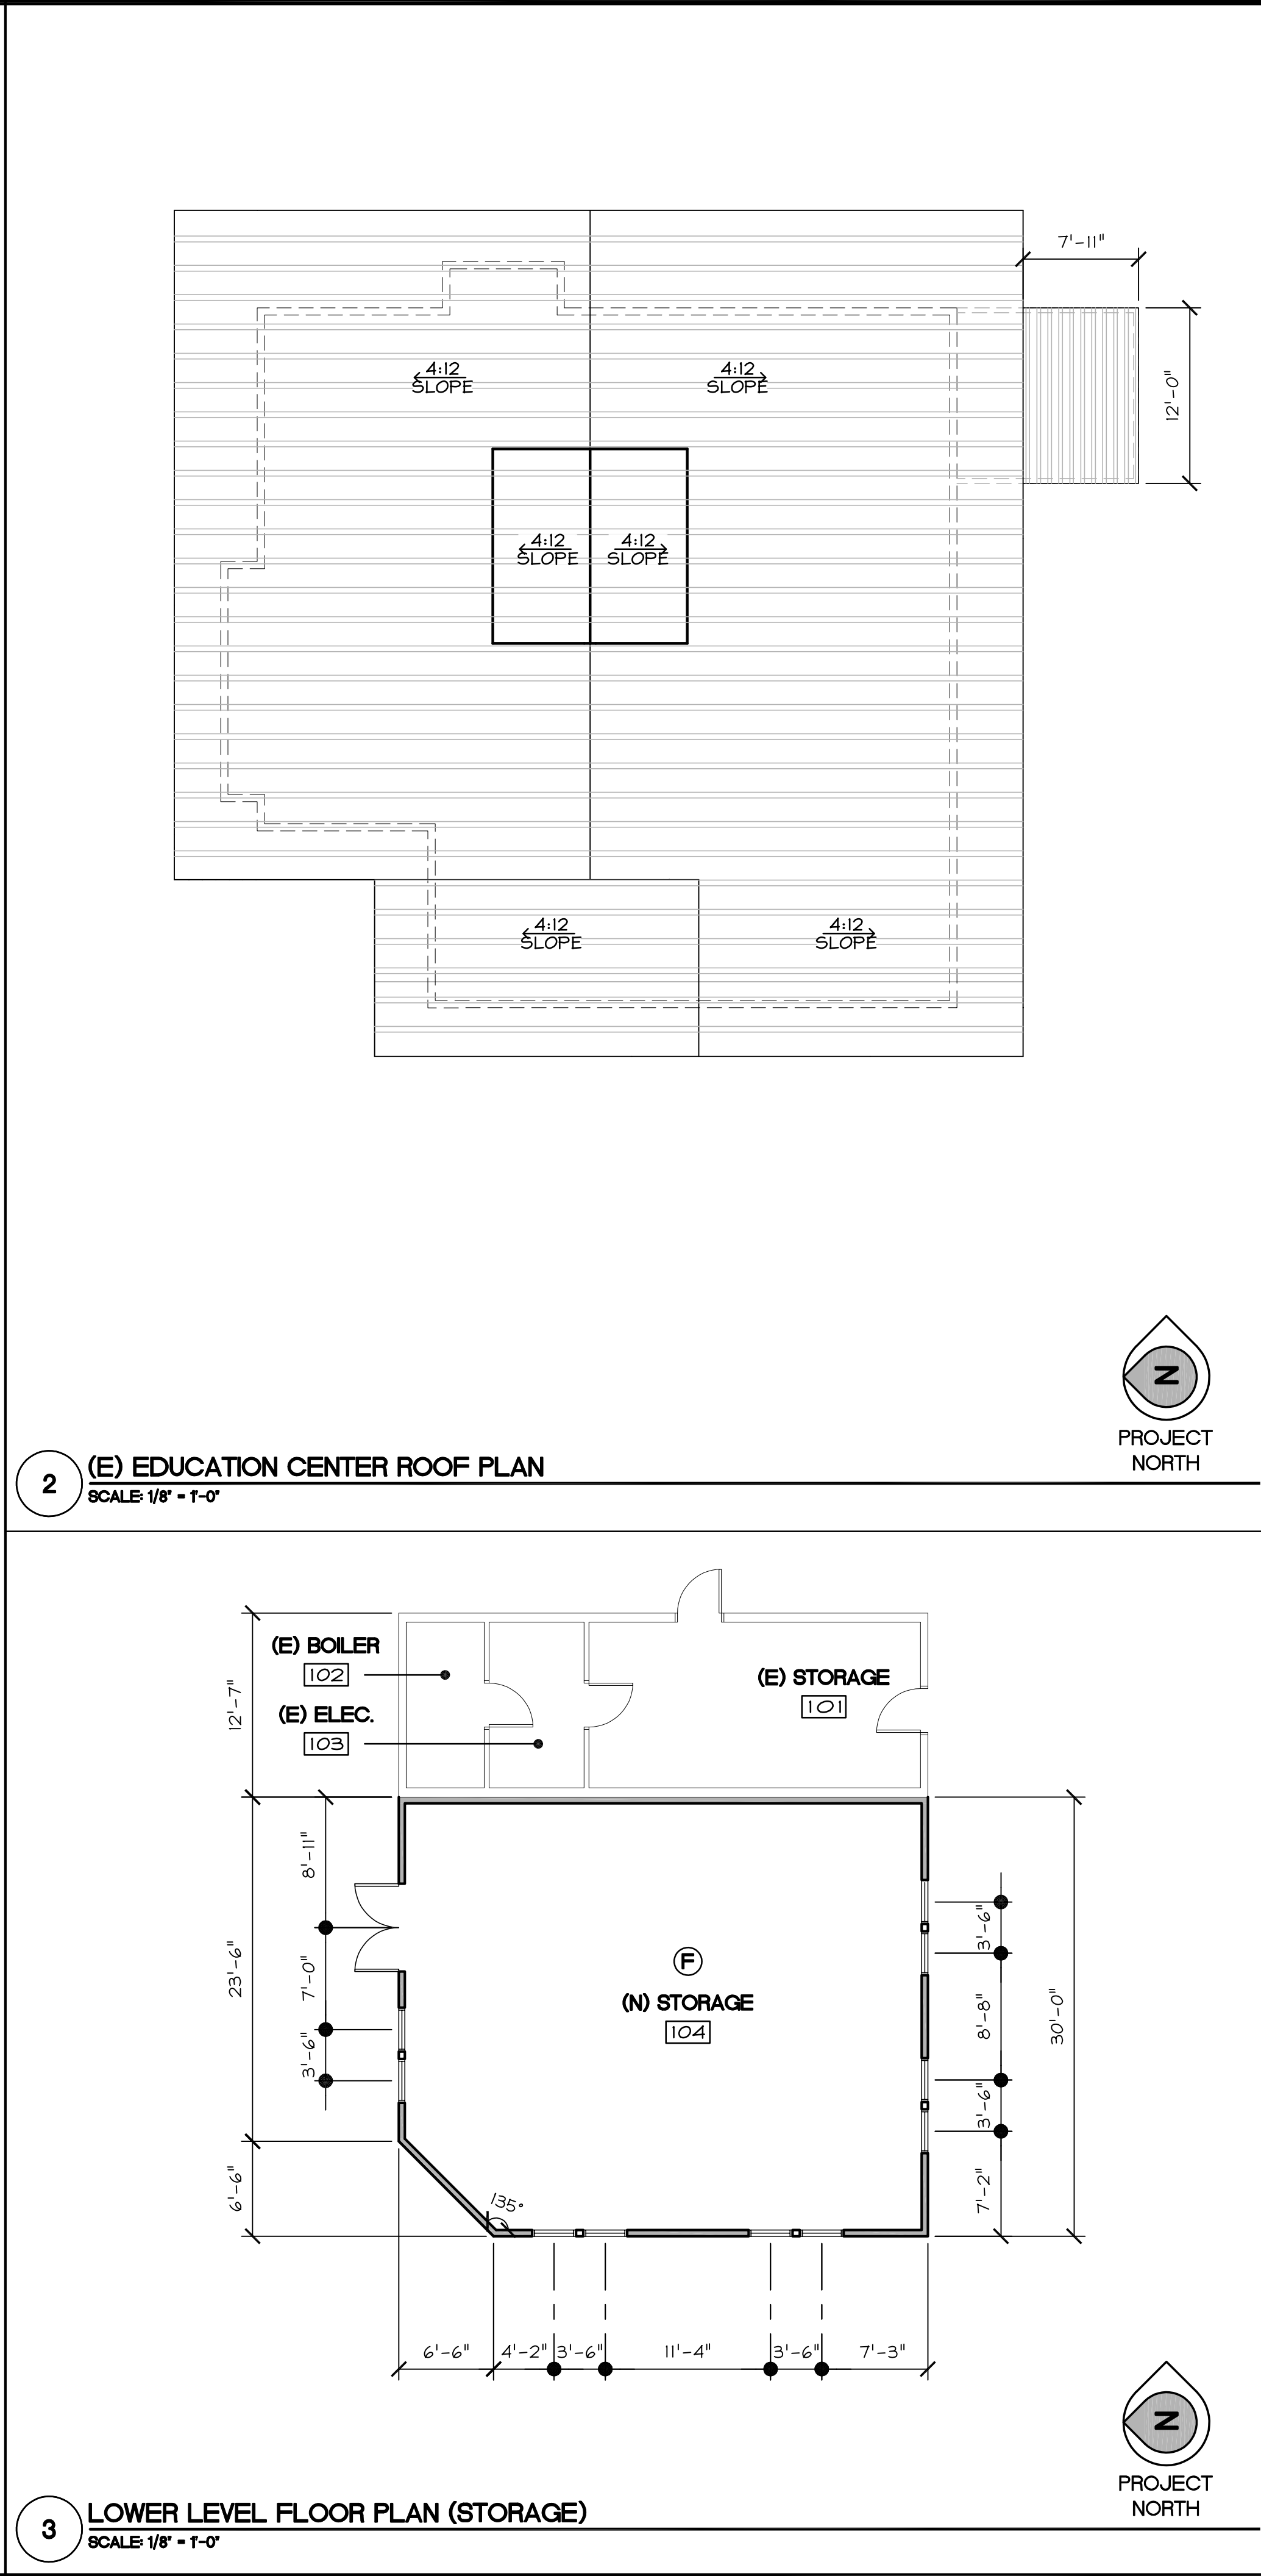 7'-11"
12'-0"
4:12
SLOPE
4:12
SLOPE
4:12
SLOPE
4:12
SLOPE
4:12
SLOPE
4:12
SLOPE
N
PROJECT
NORTH
2
(E) EDUCATION CENTER ROOF PLAN
SCALE: 1/8" = 1'-0"
(E) BOILER
102
(E) ELEC.
103
(E) STORAGE
101
12'-7"
8'-11"
23'-6"
7'-0"
3'-6"
6'-6"
F
(N) STORAGE
104
3'-6"
8'-8"
30'-0"
3'-6"
7'-2"
135°
6'-6"
4'-2"
3'-6"
11'-4"
3'-6"
7'-3"
N
PROJECT
NORTH
3
LOWER LEVEL FLOOR PLAN (STORAGE)
SCALE: 1/8" = 1'-0"